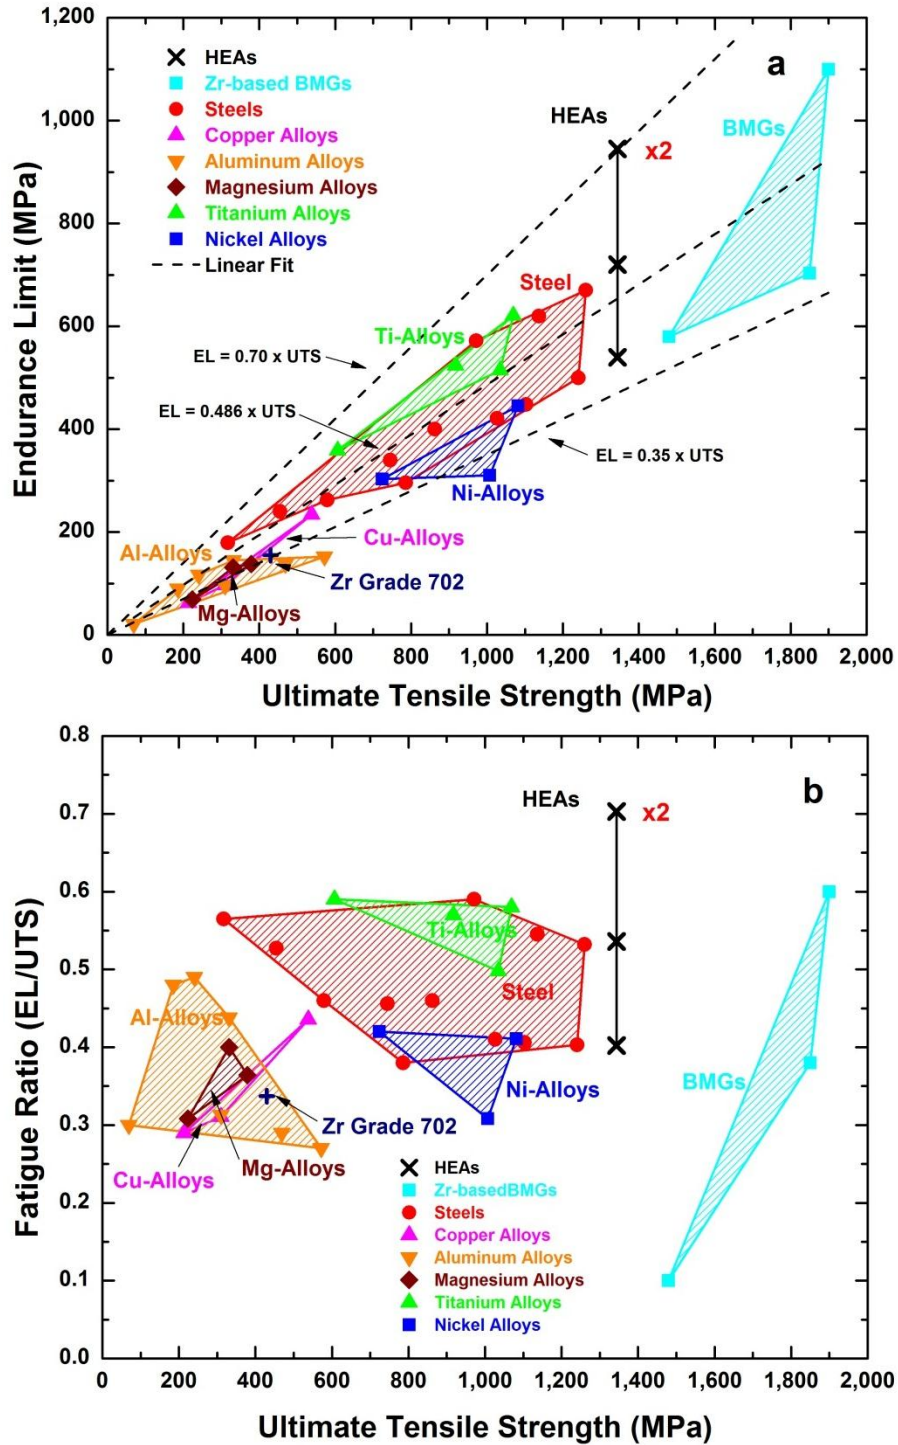 1,200
1,000
800
600
400
200
0
Endurance Limit (MPa)
a
HEAs
Zr-based BMGs
Steels
Copper Alloys
Aluminum Alloys
Magnesium Alloys
Titanium Alloys
Nickel Alloys
Linear Fit
HEAs
x2
BMGs
Steel
Ti-Alloys
EL = 0.70 x UTS
EL = 0.486 x UTS
EL = 0.35 x UTS
Ni-Alloys
Cu-Alloys
Al-Alloys
Zr Grade 702
Mg-Alloys
0 200 400 600 800 1,000 1,200 1,400 1,600 1,800 2,000
Ultimate Tensile Strength (MPa)
0.8
0.7
0.6
0.5
0.4
0.3
0.2
0.1
0.0
Fatigue Ratio (EL/UTS)
b
HEAs
x2
Ti-Alloys
Steel
Al-Alloys
Ni-Alloys
BMGs
Zr Grade 702
Mg-Alloys
Cu-Alloys
HEAs
Zr-basedBMGs
Steels
Copper Alloys
Aluminum Alloys
Magnesium Alloys
Titanium Alloys
Nickel Alloys
0 200 400 600 800 1,000 1,200 1,400 1,600 1,800 2,000
Ultimate Tensile Strength (MPa)